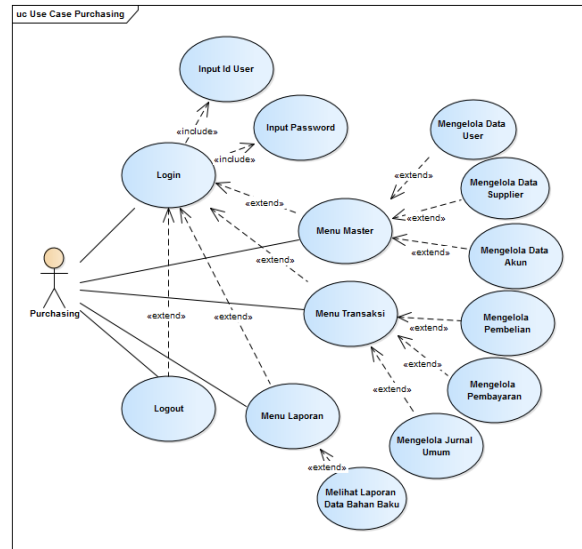 uc Use Case Purchasing
Input Id User
«include»
Input Password
«include»
Login
Mengelola Data
User
«extend»
Mengelola Data
Supplier
«extend»
«extend»
Menu Master
«extend»
Mengelola Data
Akun
«extend»
Purchasing
Menu Transaksi
«extend»
«extend»
«extend»
Mengelola
Pembelian
«extend»
Mengelola
Pembayaran
«extend»
Logout
Menu Laporan
Mengelola Jurnal
Umum
«extend»
Melihat Laporan
Data Bahan Baku